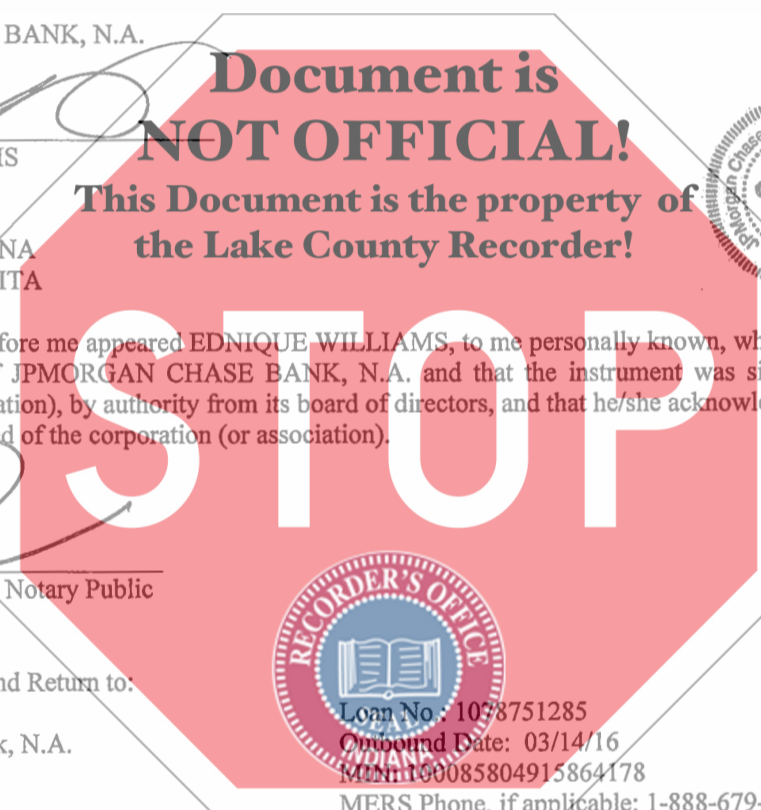 BANK, N.A.
Document is
NOT OFFICIAL!
IS
This Document is the property of
JPMorgan Chase
NA
the Lake County Recorder!
ITA
STOP
fore me appeared EDNIQUE WILLIAMS, to me personally known, wh
f JPMORGAN CHASE BANK, N.A. and that the instrument was si
ation), by authority from its board of directors, and that he/she acknowle
d of the corporation (or association).
Notary Public
RECORDER'S OFFICE
SEAL
INDIANA
nd Return to:
Loan No.: 1078751285
k, N.A.
Outbound Date: 03/14/16
MIN: 100085804915864178
MERS Phone, if applicable: 1-888-679-